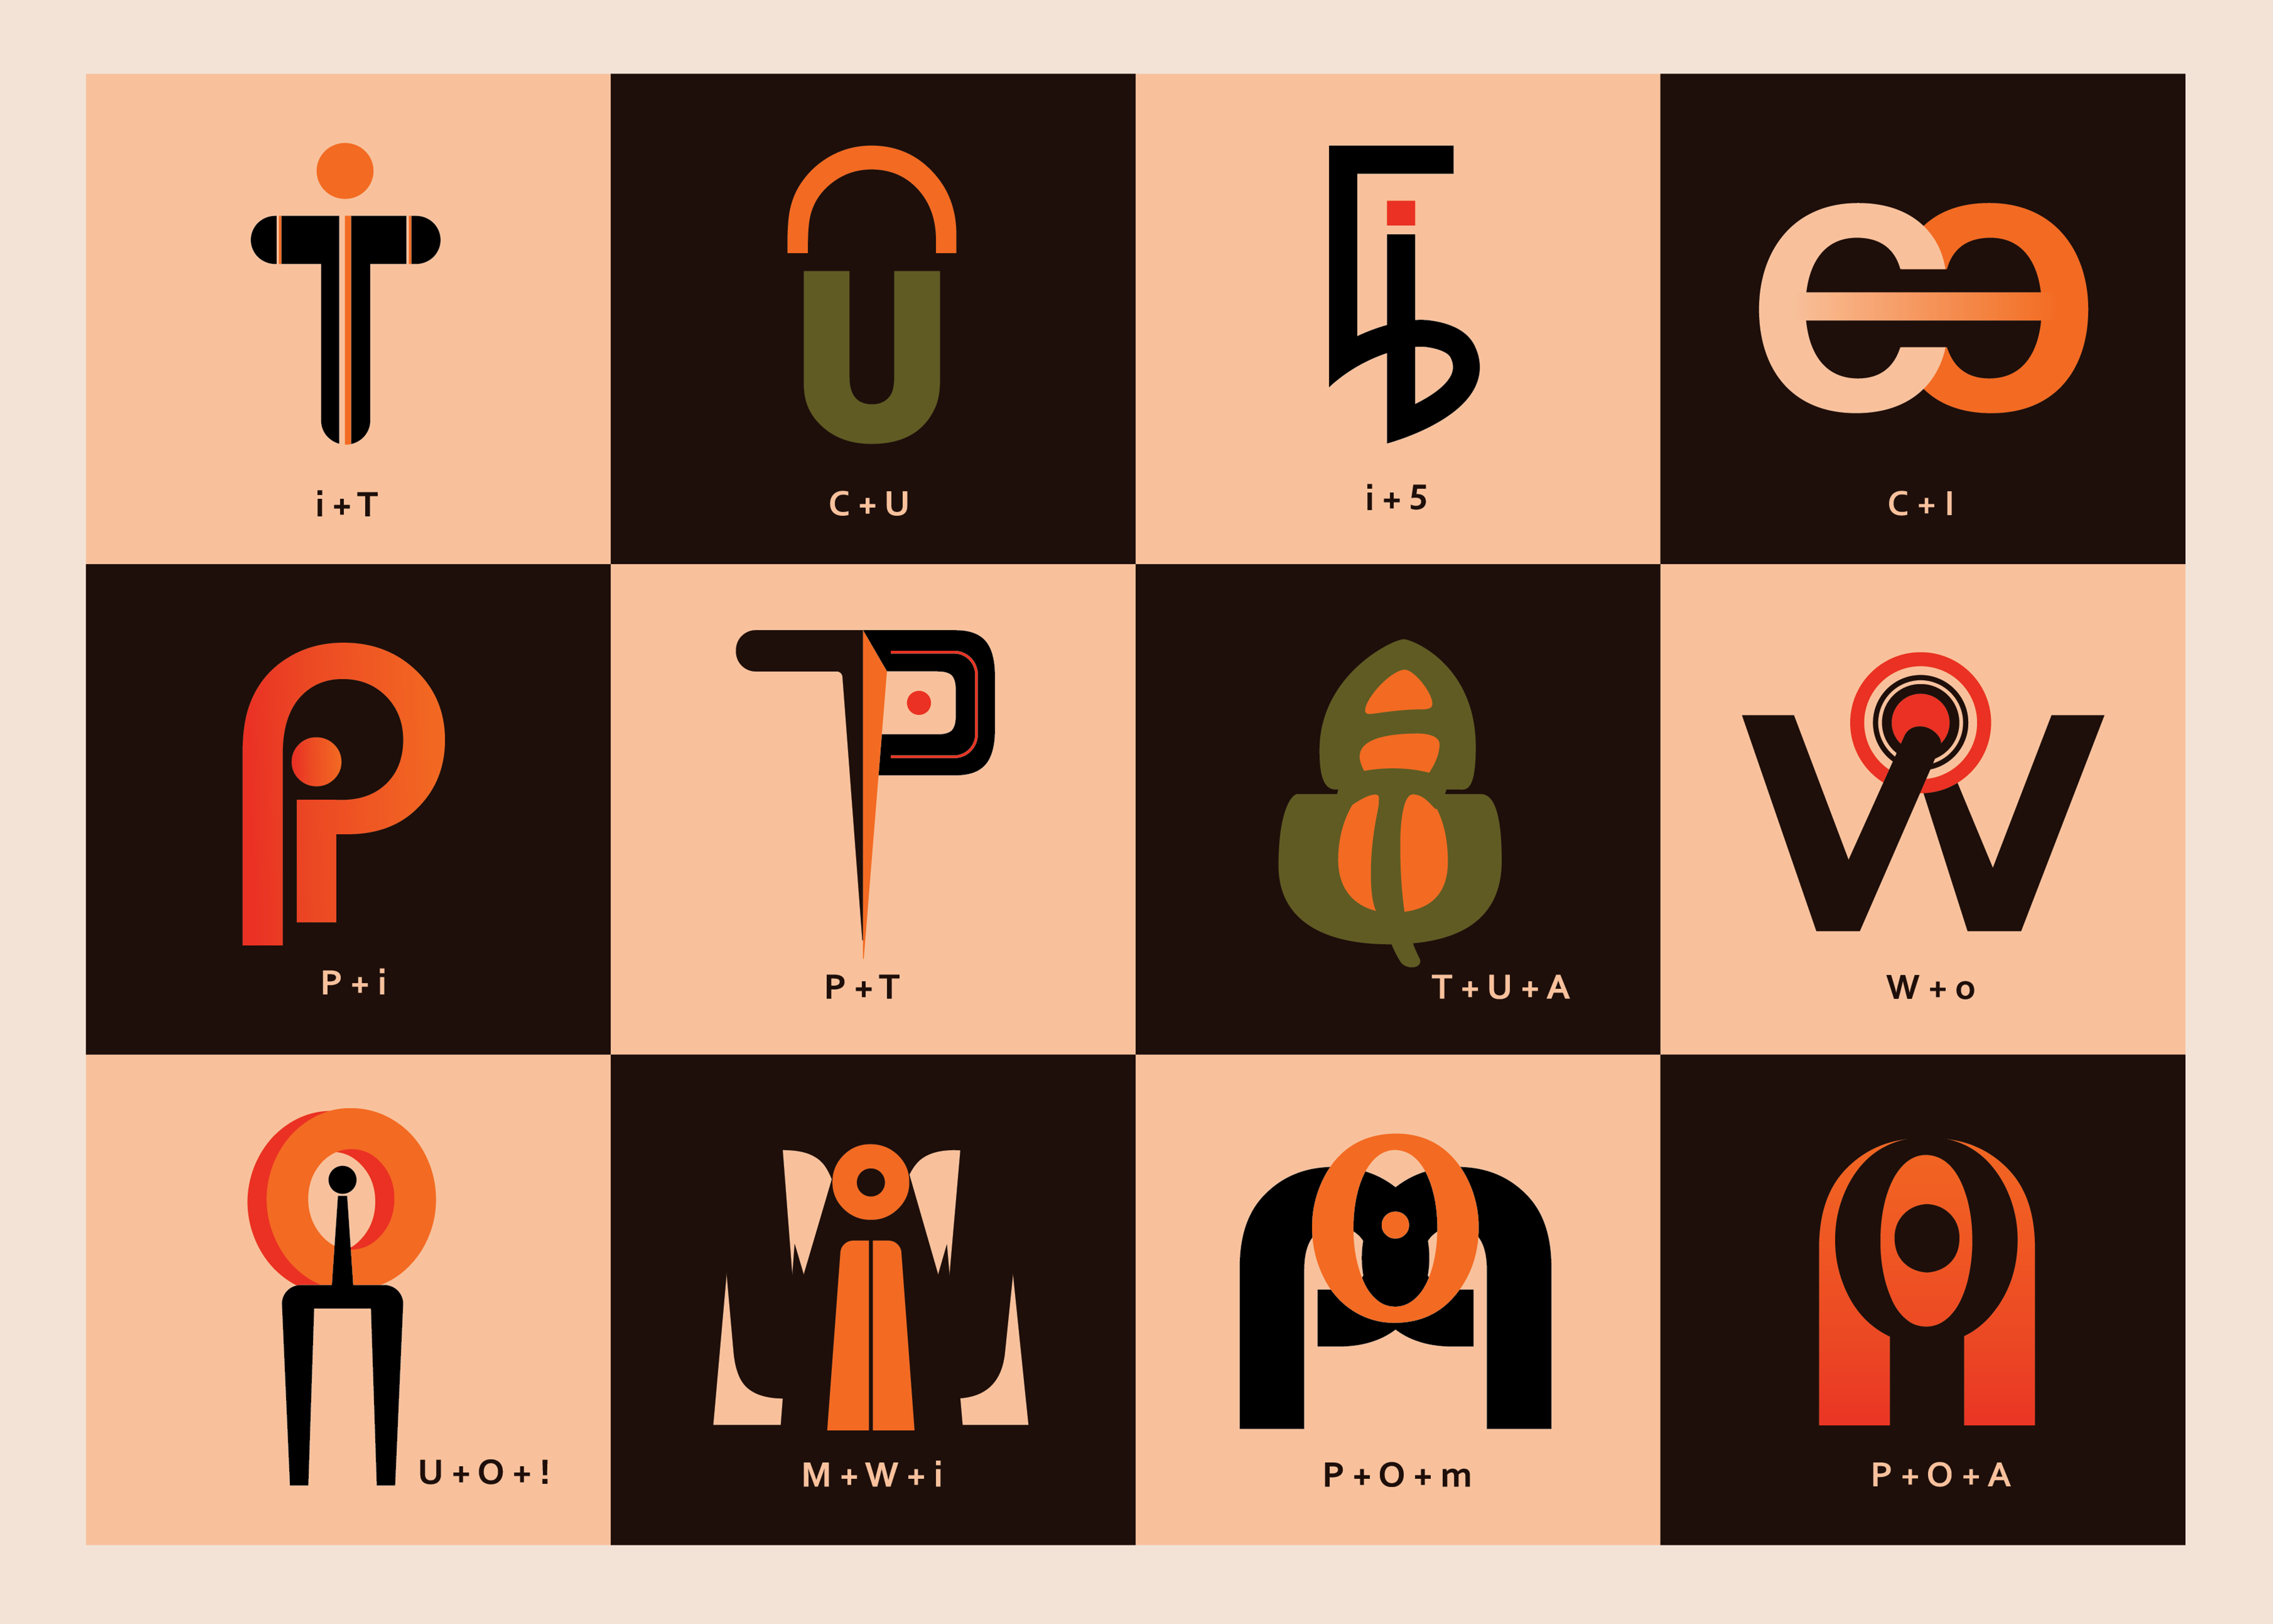 i+T
C+U
i+5
C+I
P+i
P+T
T+U+A
W+o
U+O+!
M+W+i
P+O+m
P+O+A